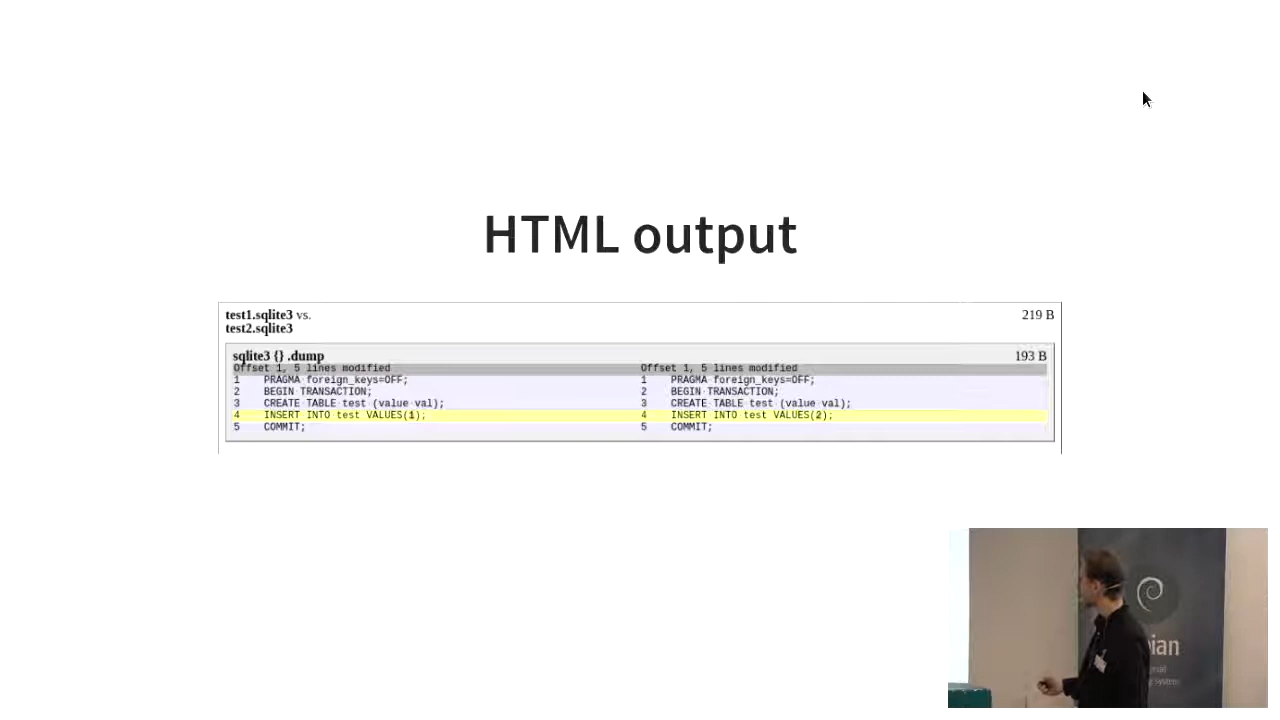 HTML output
test1.sqlite3 vs.
test2.sqlite3
219 B
sqlite3 {} .dump
193 B
Offset 1, 5 lines modified
Offset 1, 5 lines modified
1 PRAGMA foreign_keys=OFF;
1 PRAGMA foreign_keys=OFF;
2 BEGIN TRANSACTION;
2 BEGIN TRANSACTION;
3 CREATE TABLE test (value val);
3 CREATE TABLE test (value val);
4 INSERT INTO test VALUES(1);
4 INSERT INTO test VALUES(2);
5 COMMIT;
5 COMMIT;